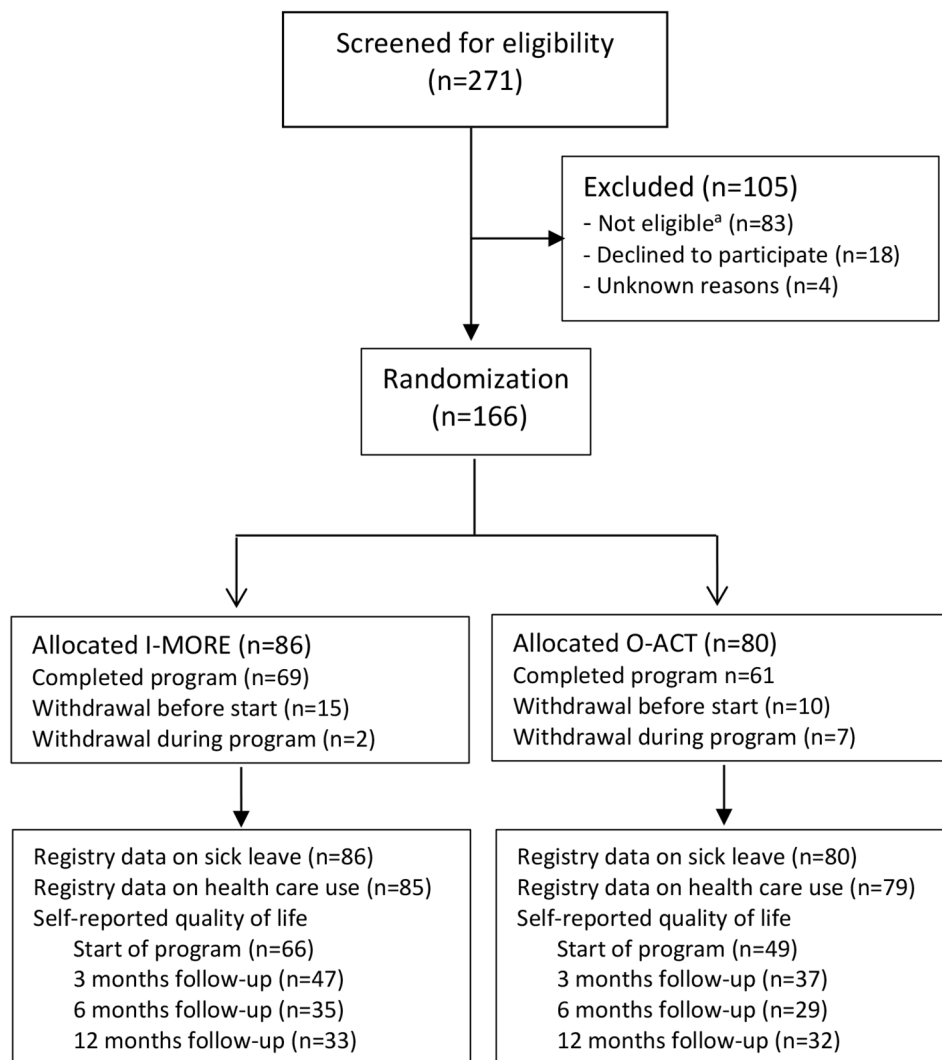 Screened for eligibility
(n=271)
Excluded (n=105)
- Not eligibleᵃ (n=83)
- Declined to participate (n=18)
- Unknown reasons (n=4)
Randomization
(n=166)
Allocated I-MORE (n=86)
Completed program (n=69)
Withdrawal before start (n=15)
Withdrawal during program (n=2)
Allocated O-ACT (n=80)
Completed program n=61
Withdrawal before start (n=10)
Withdrawal during program (n=7)
Registry data on sick leave (n=86)
Registry data on health care use (n=85)
Self-reported quality of life
Start of program (n=66)
3 months follow-up (n=47)
6 months follow-up (n=35)
12 months follow-up (n=33)
Registry data on sick leave (n=80)
Registry data on health care use (n=79)
Self-reported quality of life
Start of program (n=49)
3 months follow-up (n=37)
6 months follow-up (n=29)
12 months follow-up (n=32)